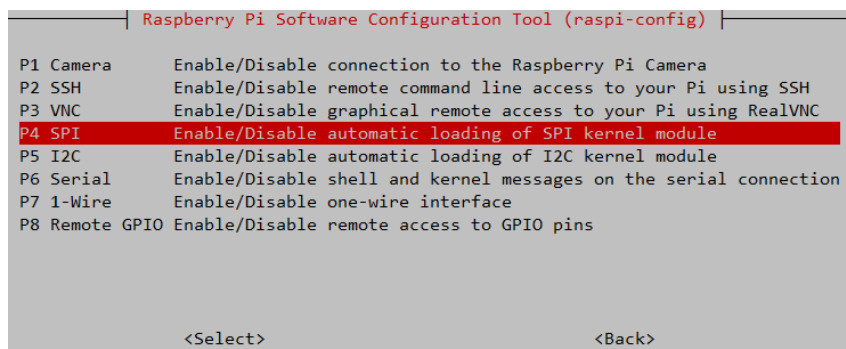 Raspberry Pi Software Configuration Tool (raspi-config)
P1 Camera Enable/Disable connection to the Raspberry Pi Camera
P2 SSH Enable/Disable remote command line access to your Pi using SSH
P3 VNC Enable/Disable graphical remote access to your Pi using RealVNC
P4 SPI Enable/Disable automatic loading of SPI kernel module
P5 I2C Enable/Disable automatic loading of I2C kernel module
P6 Serial Enable/Disable shell and kernel messages on the serial connection
P7 1-Wire Enable/Disable one-wire interface
P8 Remote GPIO Enable/Disable remote access to GPIO pins
<Select> <Back>